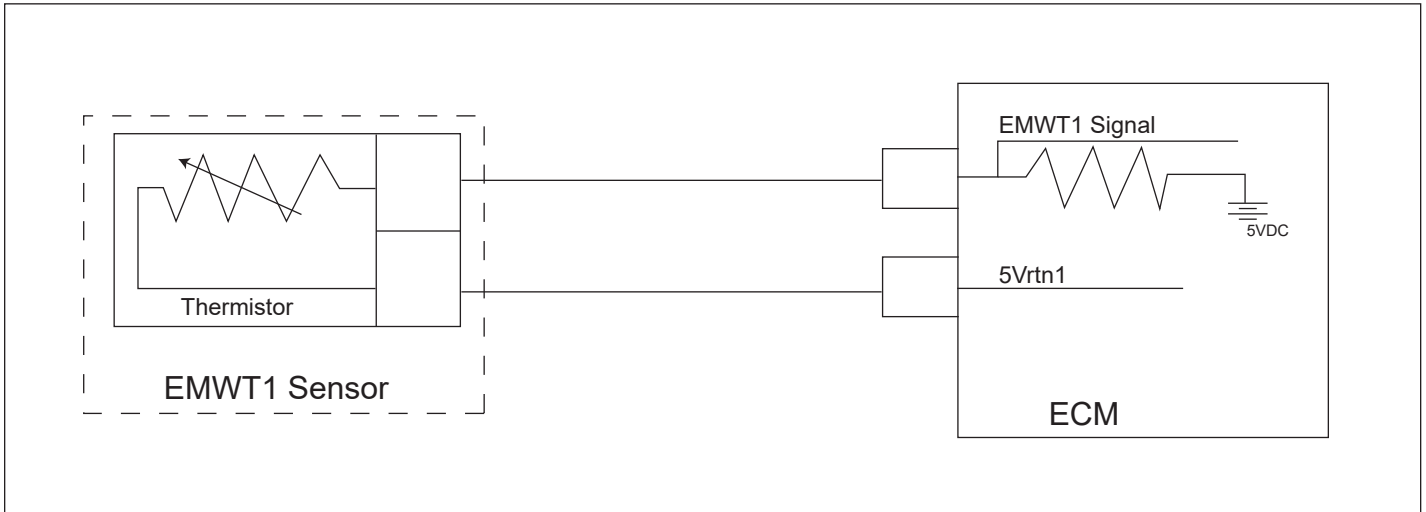 EMWT1 Signal
5VDC
5Vrtn1
Thermistor
EMWT1 Sensor
ECM